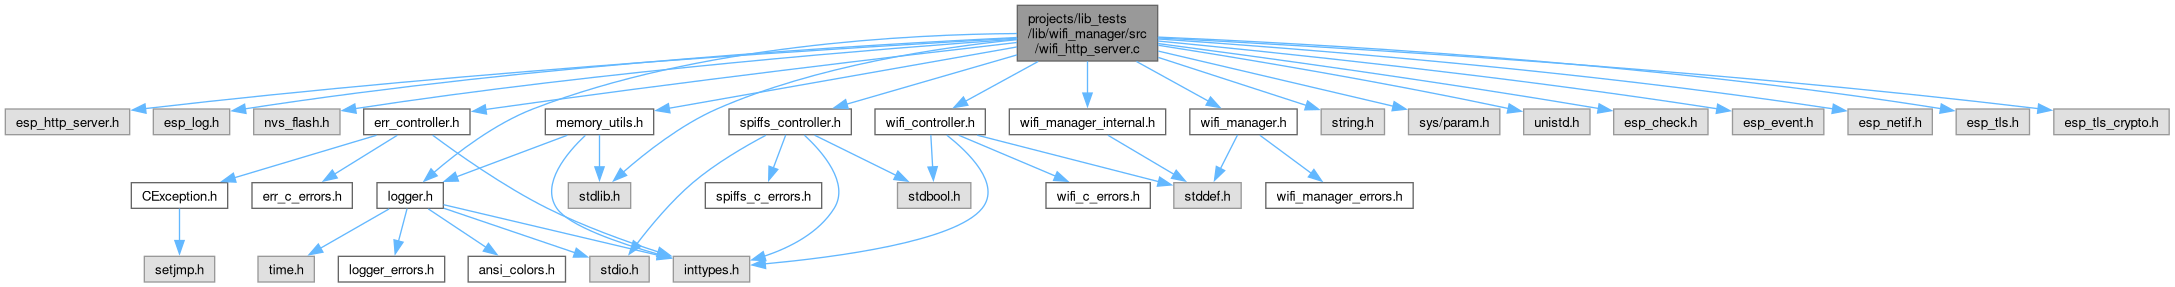 projects/lib_tests
/lib/wifi_manager/src
/wifi_http_server.c
esp_http_server.h
esp_log.h
nvs_flash.h
err_controller.h
memory_utils.h
spiffs_controller.h
wifi_controller.h
wifi_manager_internal.h
wifi_manager.h
string.h
sys/param.h
unistd.h
esp_check.h
esp_event.h
esp_netif.h
esp_tls.h
esp_tls_crypto.h
CException.h
err_c_errors.h
logger.h
stdlib.h
spiffs_c_errors.h
stdbool.h
wifi_c_errors.h
stddef.h
wifi_manager_errors.h
setjmp.h
time.h
logger_errors.h
ansi_colors.h
stdio.h
inttypes.h